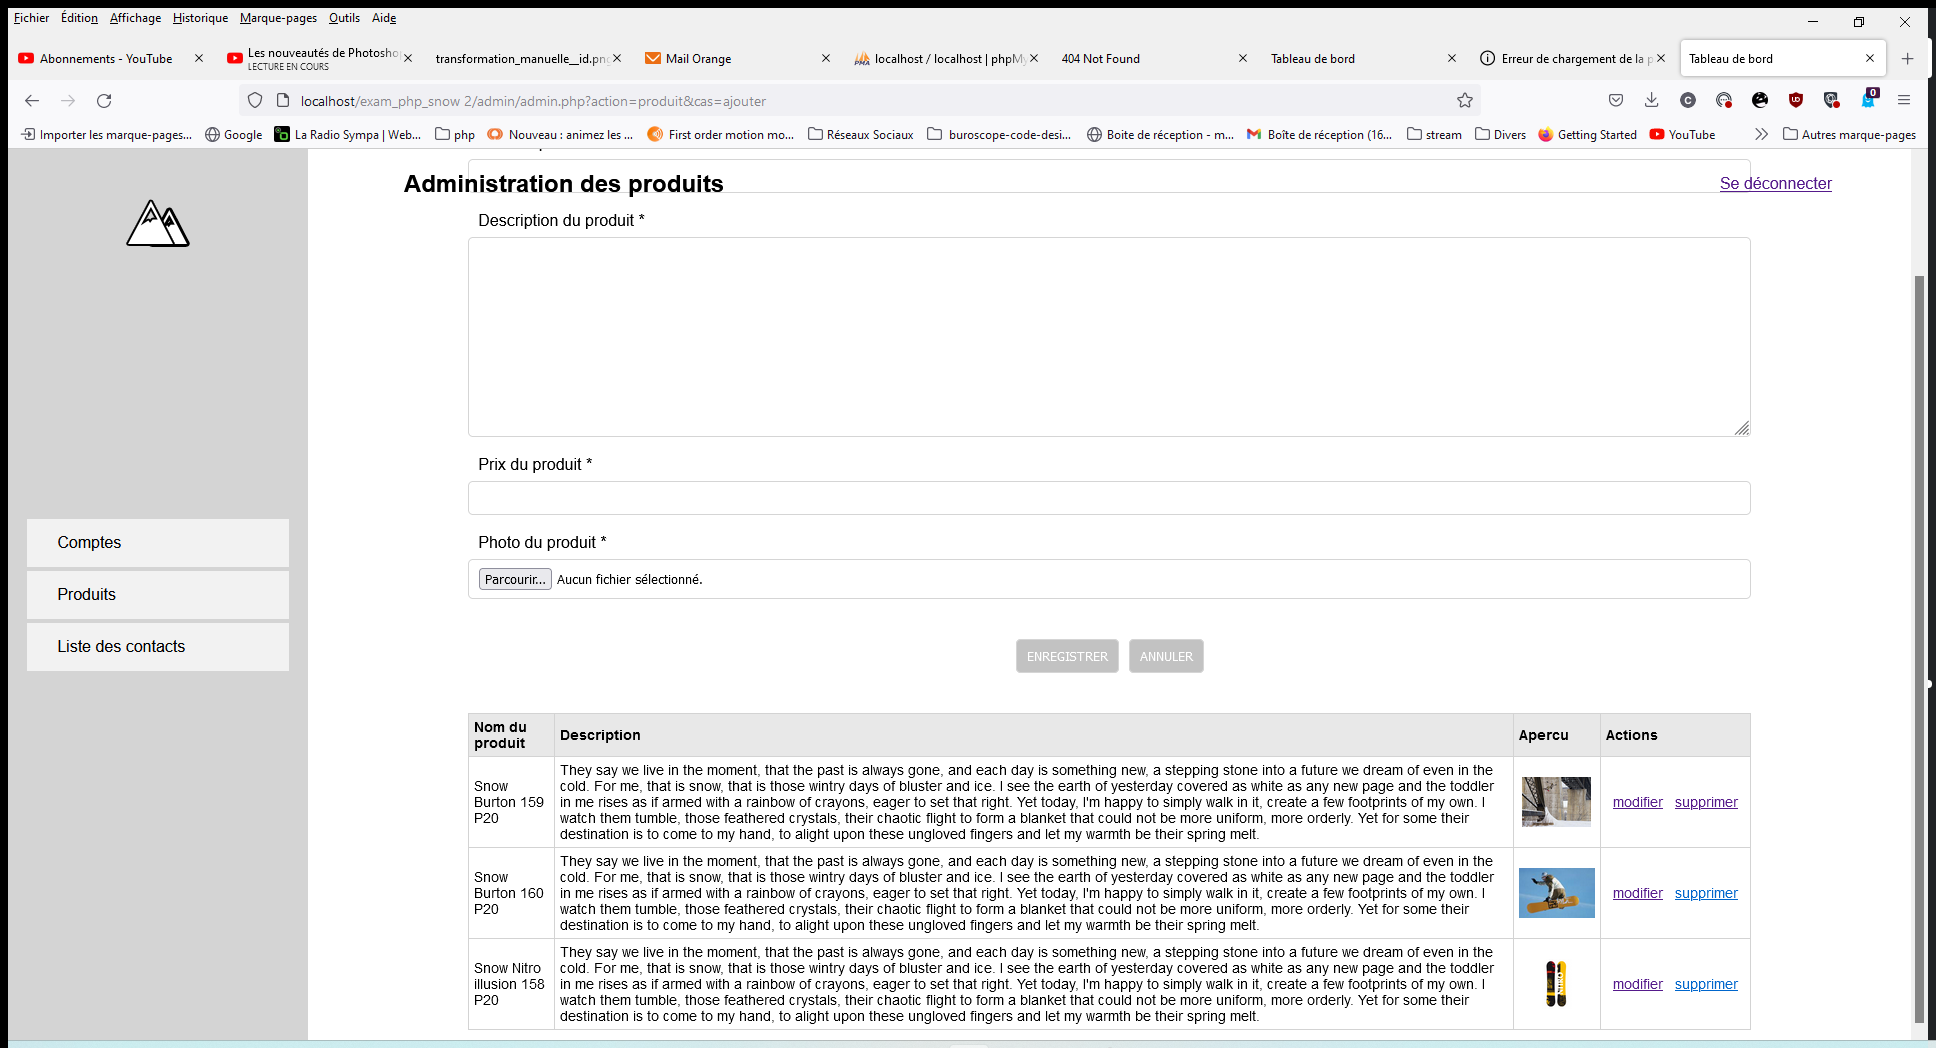 Fichier Édition Affichage Historique Marque-pages Outils Aide
Abonnements - YouTube
Les nouveautés de Photosho
LECTURE EN COURS
transformation_manuelle__id.pn
Mail Orange
localhost / localhost | phpMy
404 Not Found
Tableau de bord
Erreur de chargement de la p
Tableau de bord
localhost/exam_php_snow 2/admin/admin.php?action=produit&cas=ajouter
0
Importer les marque-pages...
Google
La Radio Sympa | Web...
php
Nouveau : animez les ...
First order motion mo...
Réseaux Sociaux
buroscope-code-desi...
Boite de réception - m...
Boîte de réception (16...
stream
Divers
Getting Started
YouTube
Autres marque-pages
Administration des produits
Se déconnecter
Description du produit *
Prix du produit *
Photo du produit *
Parcourir... Aucun fichier sélectionné.
Comptes
Produits
Liste des contacts
ENREGISTRER ANNULER
Nom du
produit
Description
Apercu
Actions
Snow
Burton 159
P20
They say we live in the moment, that the past is always gone, and each day is something new, a stepping stone into a future we dream of even in the
cold. For me, that is snow, that is those wintry days of bluster and ice. I see the earth of yesterday covered as white as any new page and the toddler
in me rises as if armed with a rainbow of crayons, eager to set that right. Yet today, I'm happy to simply walk in it, create a few footprints of my own. I
watch them tumble, those feathered crystals, their chaotic flight to form a blanket that could not be more uniform, more orderly. Yet for some their
destination is to come to my hand, to alight upon these ungloved fingers and let my warmth be their spring melt.
modifier supprimer
Snow
Burton 160
P20
They say we live in the moment, that the past is always gone, and each day is something new, a stepping stone into a future we dream of even in the
cold. For me, that is snow, that is those wintry days of bluster and ice. I see the earth of yesterday covered as white as any new page and the toddler
in me rises as if armed with a rainbow of crayons, eager to set that right. Yet today, I'm happy to simply walk in it, create a few footprints of my own. I
watch them tumble, those feathered crystals, their chaotic flight to form a blanket that could not be more uniform, more orderly. Yet for some their
destination is to come to my hand, to alight upon these ungloved fingers and let my warmth be their spring melt.
modifier supprimer
Snow Nitro
illusion 158
P20
They say we live in the moment, that the past is always gone, and each day is something new, a stepping stone into a future we dream of even in the
cold. For me, that is snow, that is those wintry days of bluster and ice. I see the earth of yesterday covered as white as any new page and the toddler
in me rises as if armed with a rainbow of crayons, eager to set that right. Yet today, I'm happy to simply walk in it, create a few footprints of my own. I
watch them tumble, those feathered crystals, their chaotic flight to form a blanket that could not be more uniform, more orderly. Yet for some their
destination is to come to my hand, to alight upon these ungloved fingers and let my warmth be their spring melt.
modifier supprimer